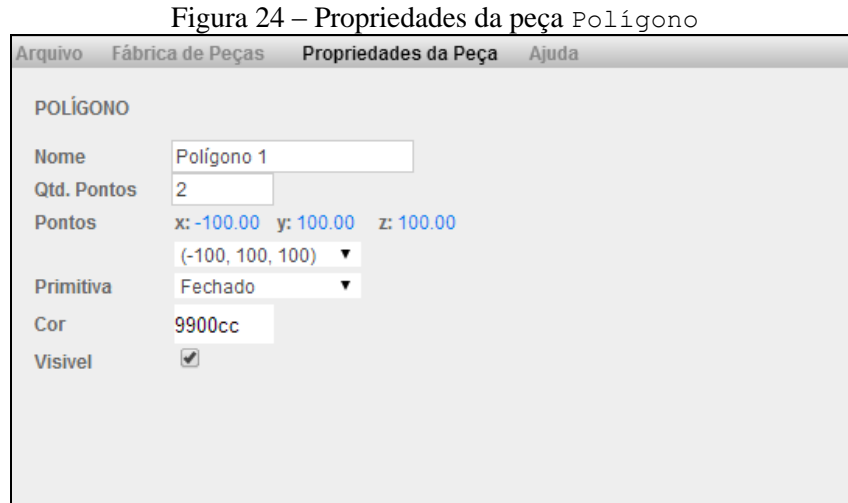 Figura 24 – Propriedades da peça Polígono
Arquivo Fábrica de Peças Propriedades da Peça Ajuda
POLÍGONO
Nome Polígono 1
Qtd. Pontos 2
Pontos x: -100.00 y: 100.00 z: 100.00
(-100, 100, 100)
Primitiva Fechado
Cor 9900cc
Visivel